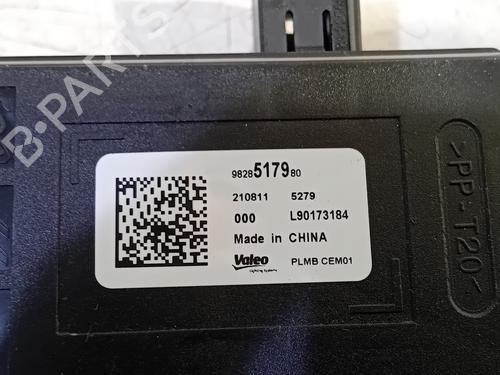 B-PARTS
9828517980
210811 5279
000 L90173184
Made in CHINA
Valeo PLMB CEM01
>PP-T20<